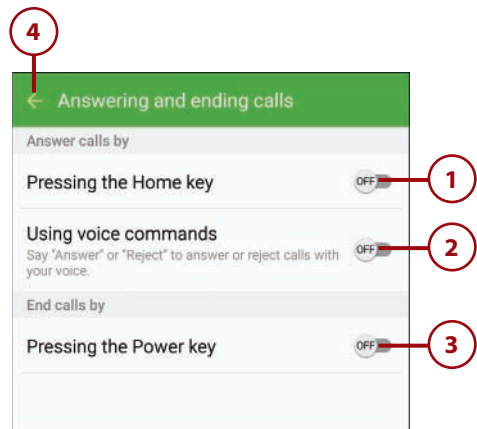 4
← Answering and ending calls
Answer calls by
Pressing the Home key OFF 1
Using voice commands OFF 2
Say "Answer" or "Reject" to answer or reject calls with
your voice.
End calls by
Pressing the Power key OFF 3